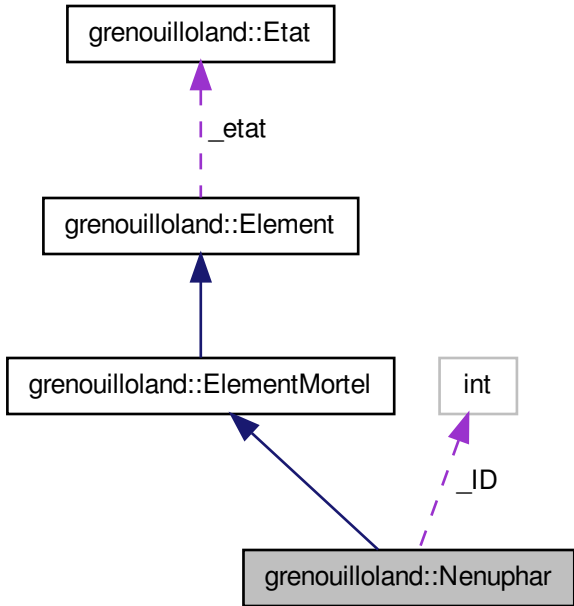 grenouilloland::Etat
_etat
grenouilloland::Element
grenouilloland::ElementMortel
int
_ID
grenouilloland::Nenuphar